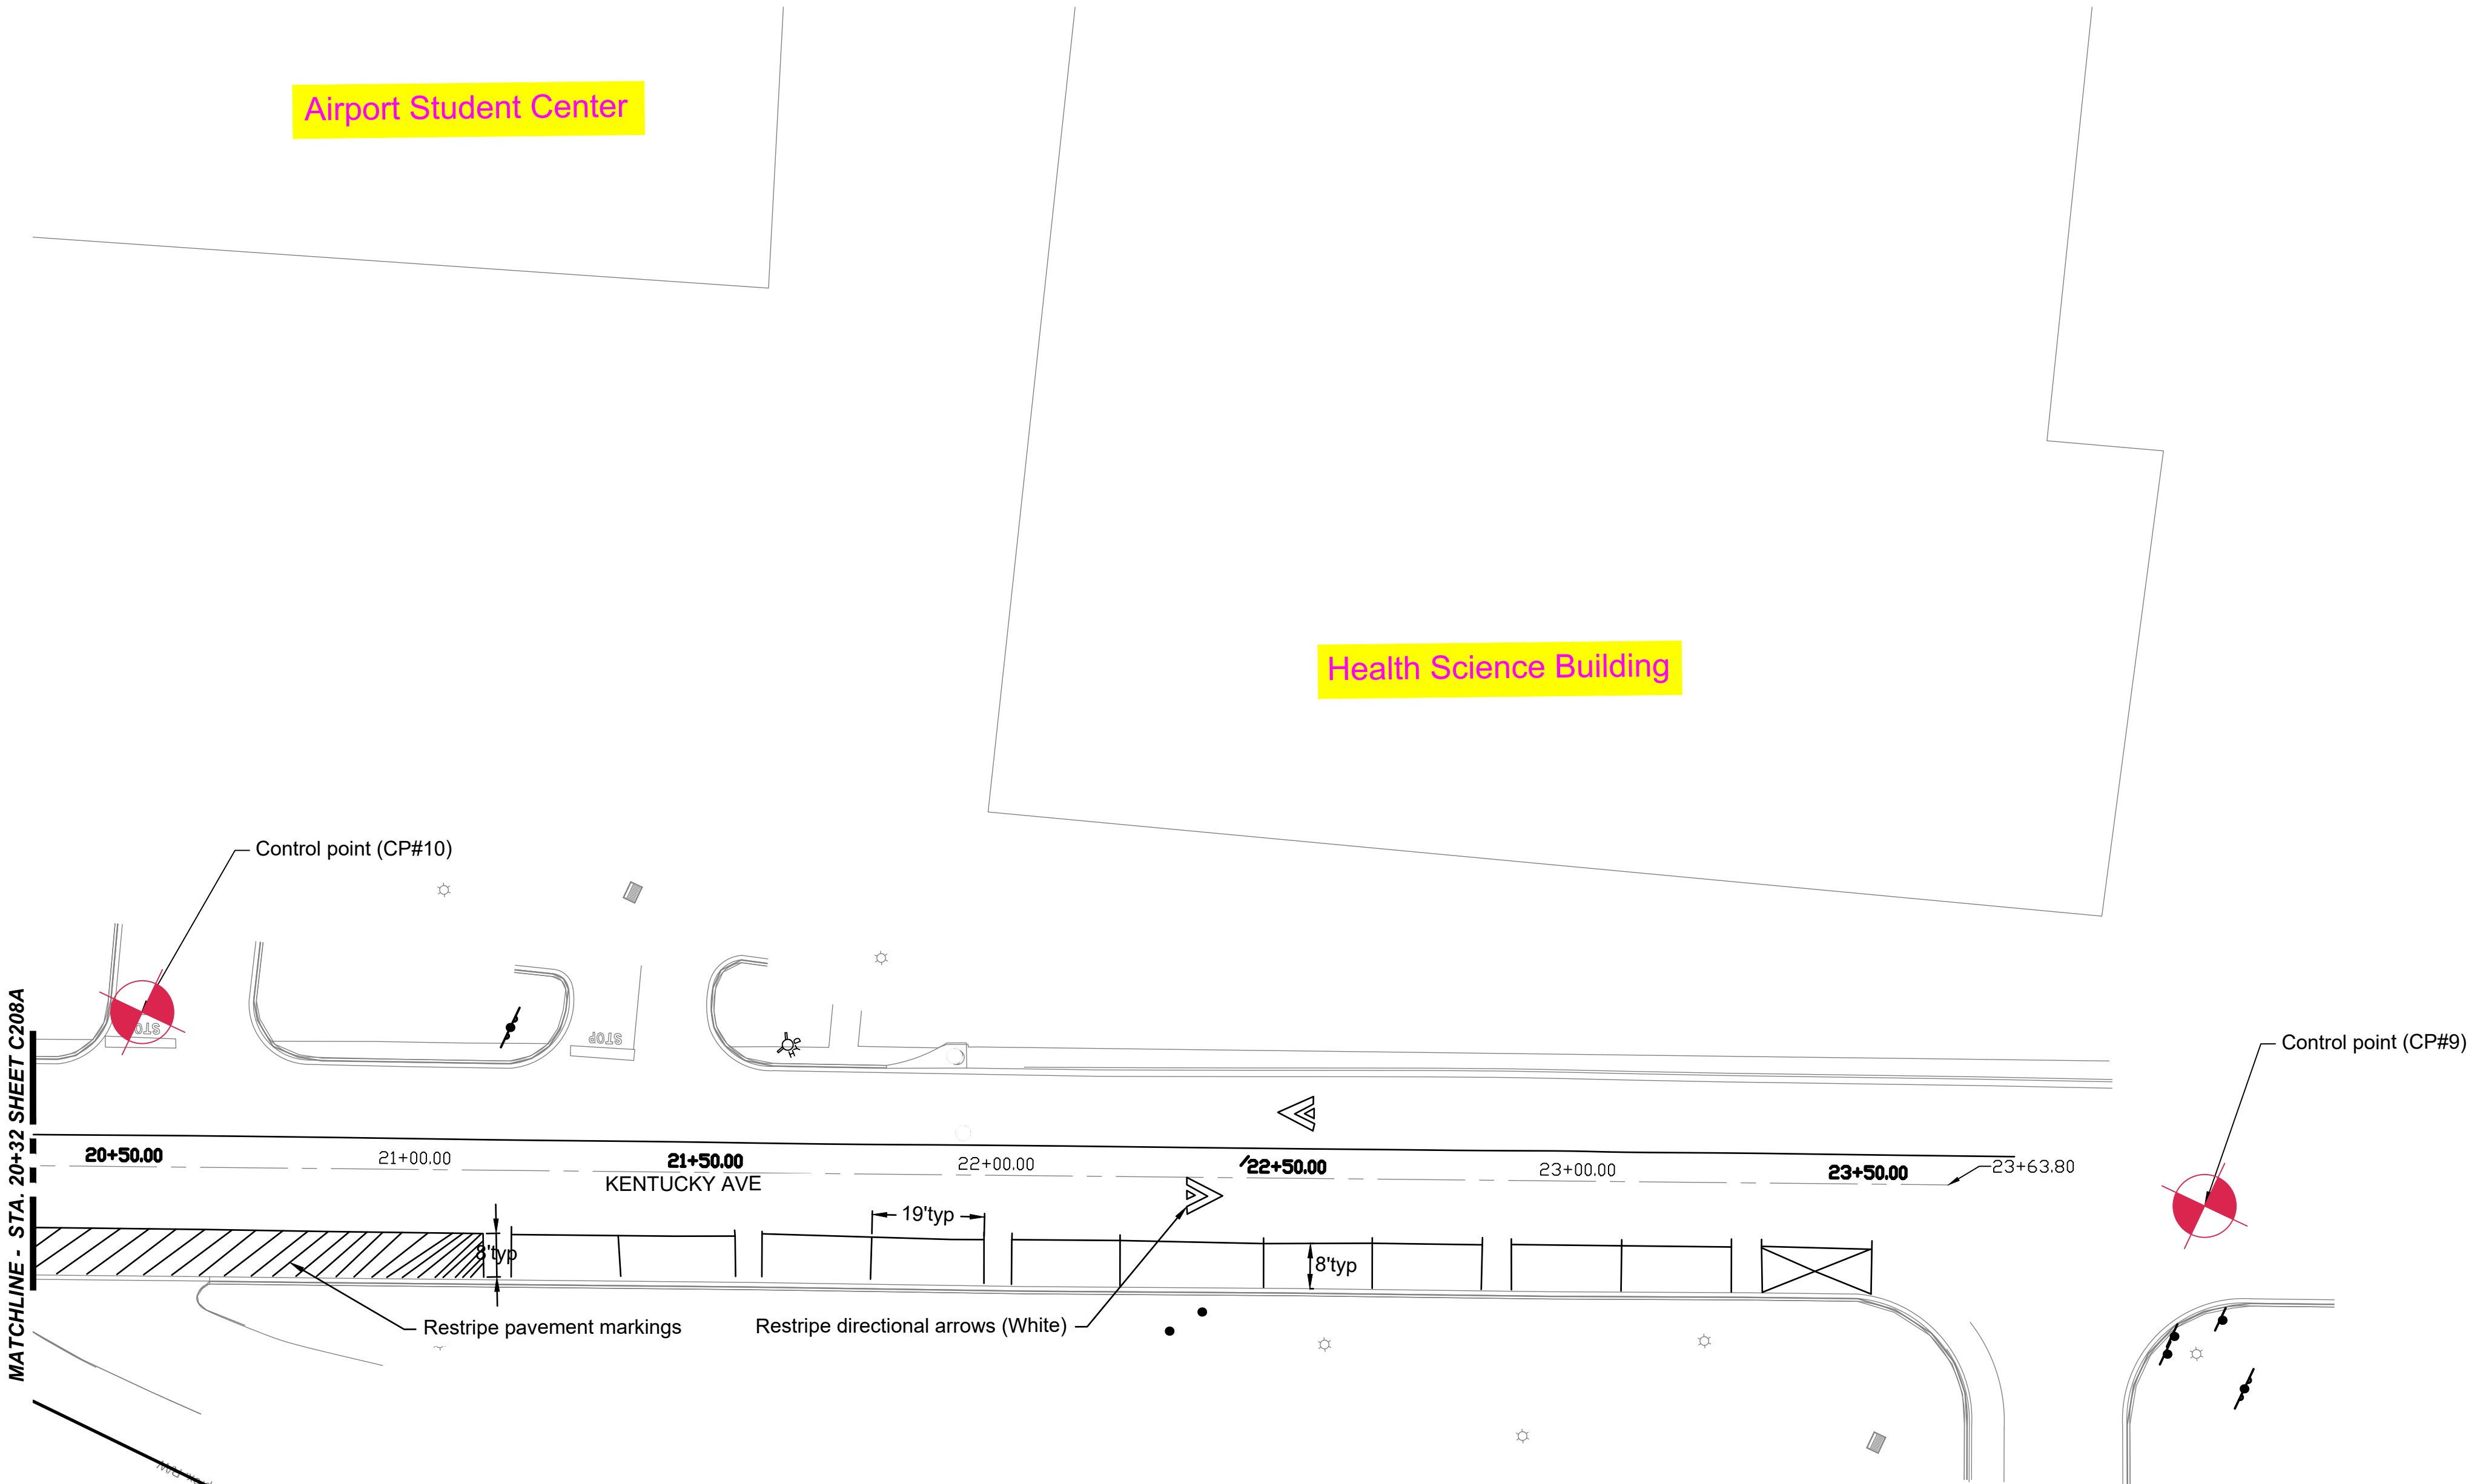 Airport Student Center
Health Science Building
Control point (CP#10)
Control point (CP#9)
STOP
STOP
MATCHLINE - STA. 20+32 SHEET C208A
20+50.00
21+00.00
21+50.00
22+00.00
22+50.00
23+00.00
23+50.00
23+63.80
KENTUCKY AVE
19'typ
8'typ
8'typ
Restripe pavement markings
Restripe directional arrows (White)